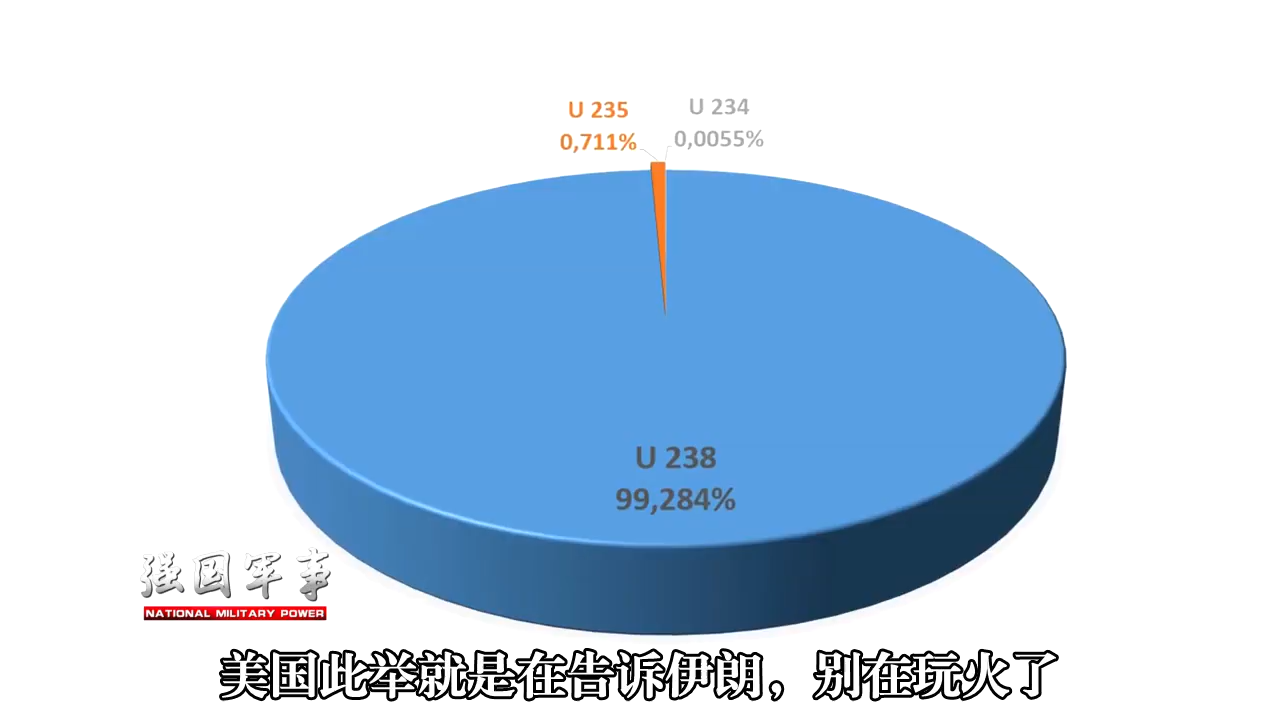 U 235
0,711%
U 234
0,0055%
U 238
99,284%
强国军事
NATIONAL MILITARY POWER
美国此举就是在告诉伊朗，别在玩火了